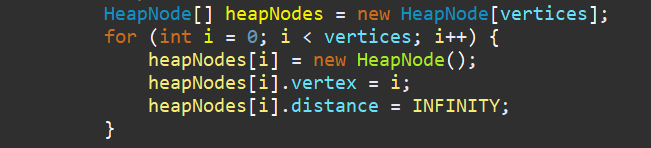 HeapNode[] heapNodes = new HeapNode[vertices];
for (int i = 0; i < vertices; i++) {
    heapNodes[i] = new HeapNode();
    heapNodes[i].vertex = i;
    heapNodes[i].distance = INFINITY;
}